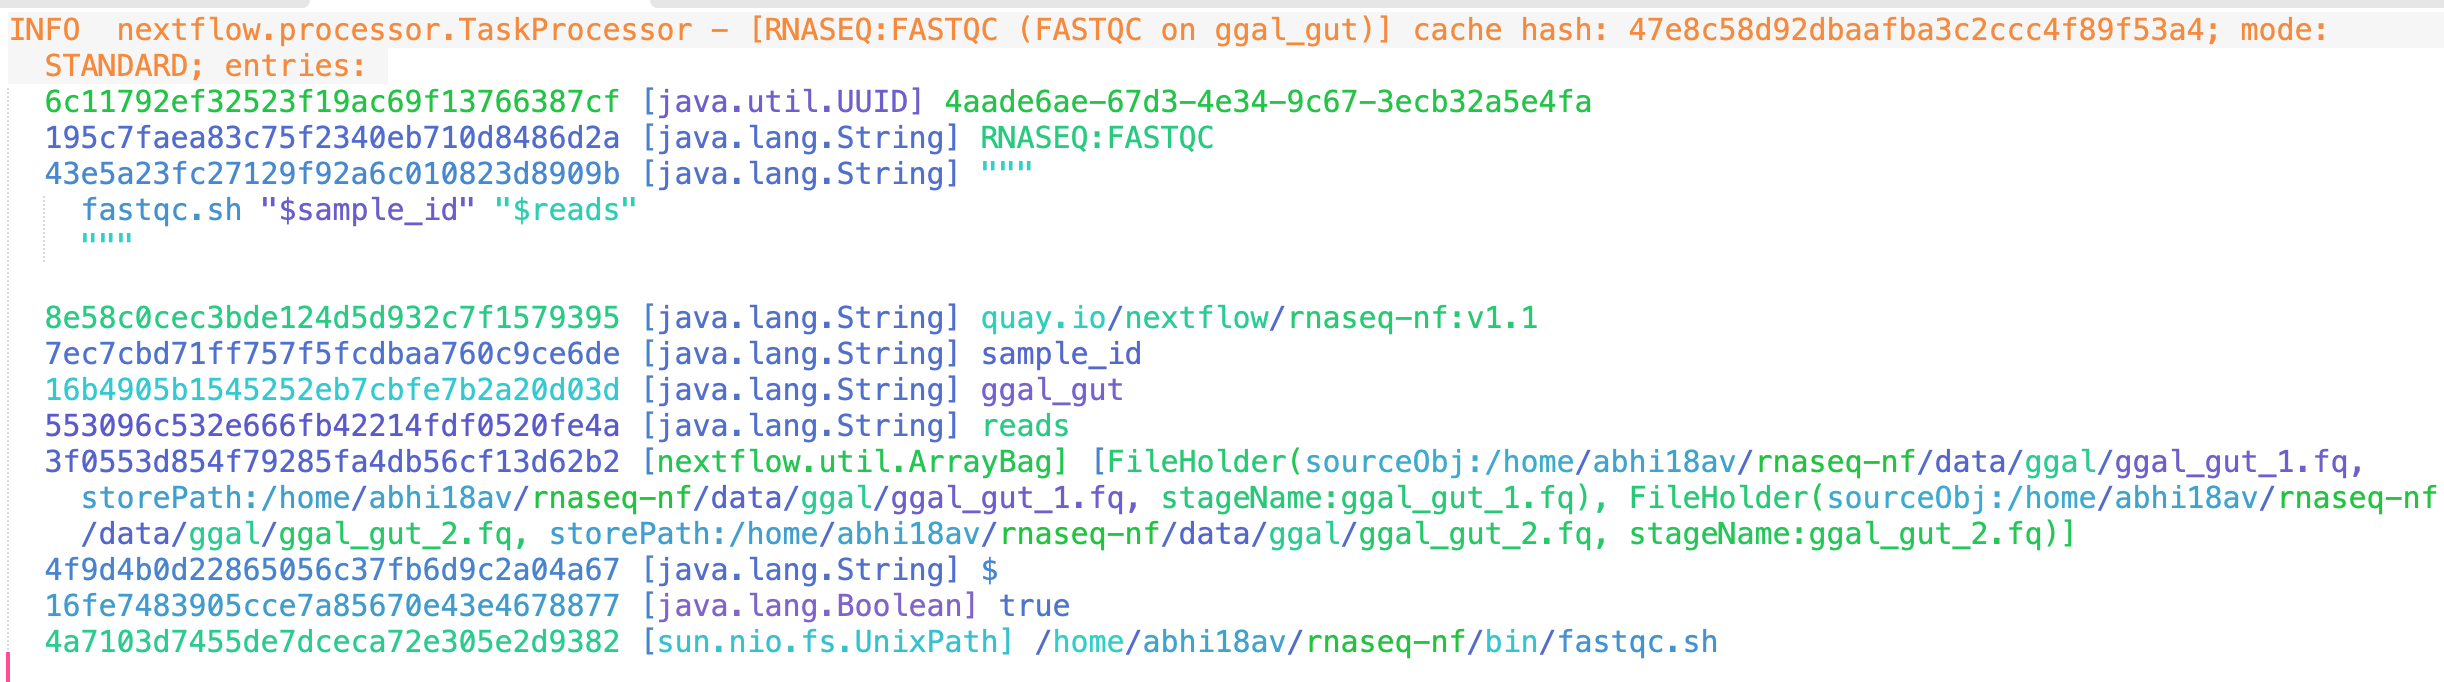 INFO  nextflow.processor.TaskProcessor – [RNASEQ:FASTQC (FASTQC on ggal_gut)] cache hash: 47e8c58d92dbaafba3c2ccc4f89f53a4; mode:
STANDARD; entries:
6c11792ef32523f19ac69f13766387cf [java.util.UUID] 4aade6ae-67d3-4e34-9c67-3ecb32a5e4fa
195c7faea83c75f2340eb710d8486d2a [java.lang.String] RNASEQ:FASTQC
43e5a23fc27129f92a6c010823d8909b [java.lang.String] """
fastqc.sh "$sample_id" "$reads"
"""
8e58c0cec3bde124d5d932c7f1579395 [java.lang.String] quay.io/nextflow/rnaseq-nf:v1.1
7ec7cbd71ff757f5fcdbaa760c9ce6de [java.lang.String] sample_id
16b4905b1545252eb7cbfe7b2a20d03d [java.lang.String] ggal_gut
553096c532e666fb42214fdf0520fe4a [java.lang.String] reads
3f0553d854f79285fa4db56cf13d62b2 [nextflow.util.ArrayBag] [FileHolder(sourceObj:/home/abhi18av/rnaseq-nf/data/ggal/ggal_gut_1.fq,
storePath:/home/abhi18av/rnaseq-nf/data/ggal/ggal_gut_1.fq, stageName:ggal_gut_1.fq), FileHolder(sourceObj:/home/abhi18av/rnaseq-nf
/data/ggal/ggal_gut_2.fq, storePath:/home/abhi18av/rnaseq-nf/data/ggal/ggal_gut_2.fq, stageName:ggal_gut_2.fq)]
4f9d4b0d22865056c37fb6d9c2a04a67 [java.lang.String] $
16fe7483905cce7a85670e43e4678877 [java.lang.Boolean] true
4a7103d7455de7dceca72e305e2d9382 [sun.nio.fs.UnixPath] /home/abhi18av/rnaseq-nf/bin/fastqc.sh